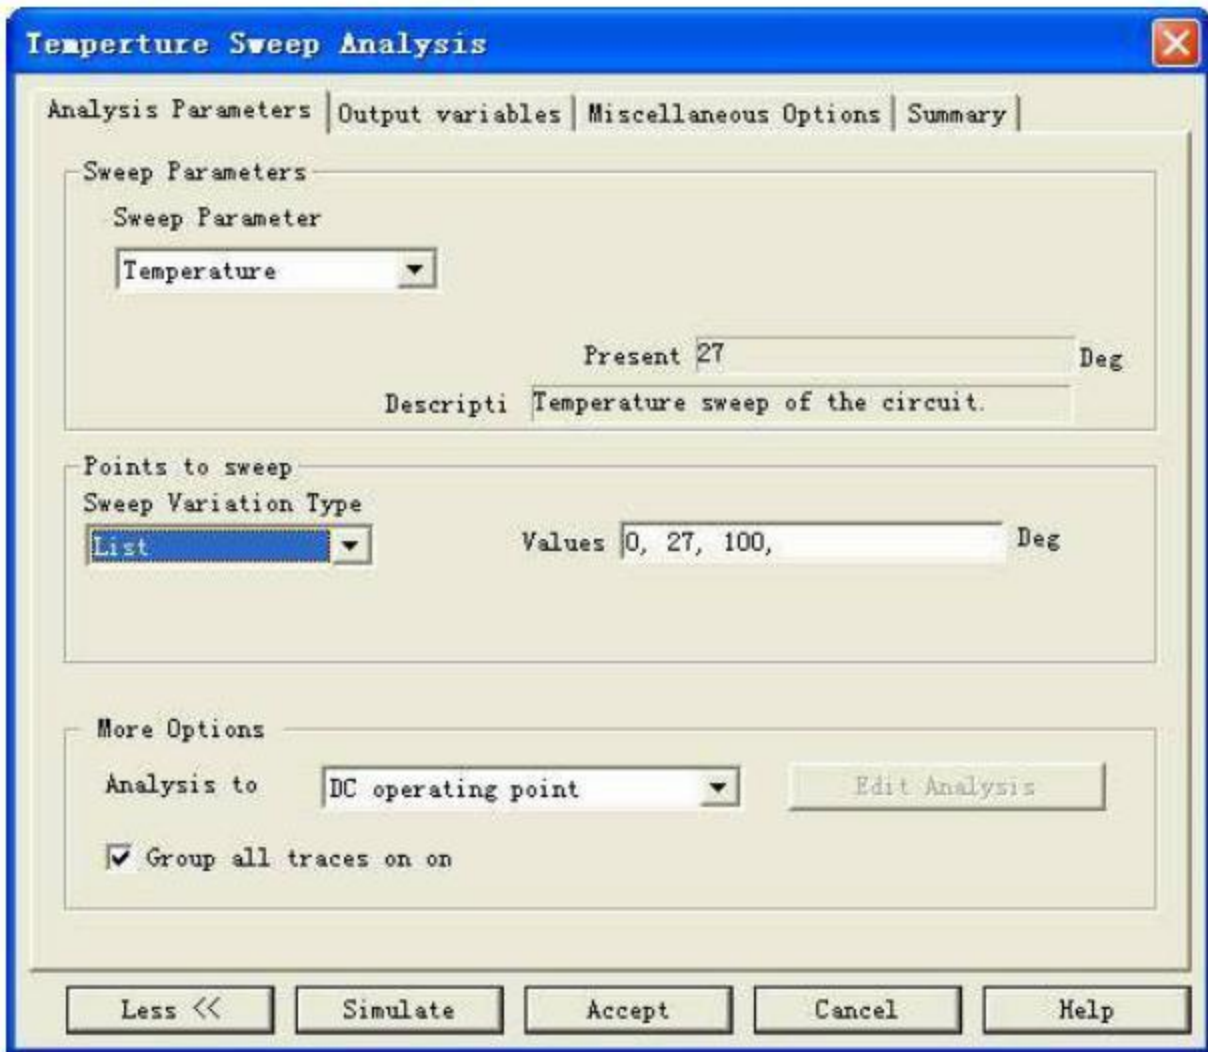 Temperture Sweep Analysis
Analysis Parameters Output variables Miscellaneous Options Summary
Sweep Parameters
Sweep Parameter
Temperature
Present 27 Deg
Descripti Temperature sweep of the circuit.
Points to sweep
Sweep Variation Type
List Values 0, 27, 100, Deg
More Options
Analysis to DC operating point Edit Analysis
Group all traces on on
Less << Simulate Accept Cancel Help